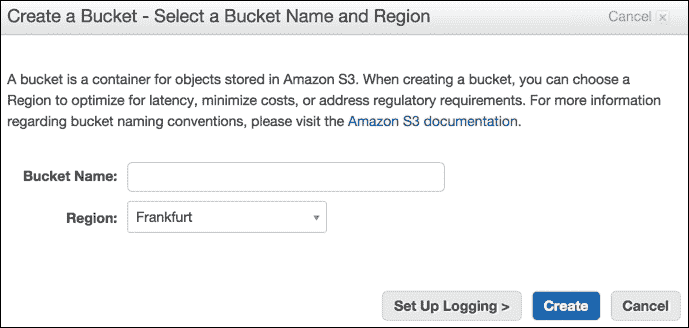 Create a Bucket - Select a Bucket Name and Region
Cancel x
A bucket is a container for objects stored in Amazon S3. When creating a bucket, you can choose a
Region to optimize for latency, minimize costs, or address regulatory requirements. For more information
regarding bucket naming conventions, please visit the Amazon S3 documentation.
Bucket Name:
Region: Frankfurt
Set Up Logging > Create Cancel